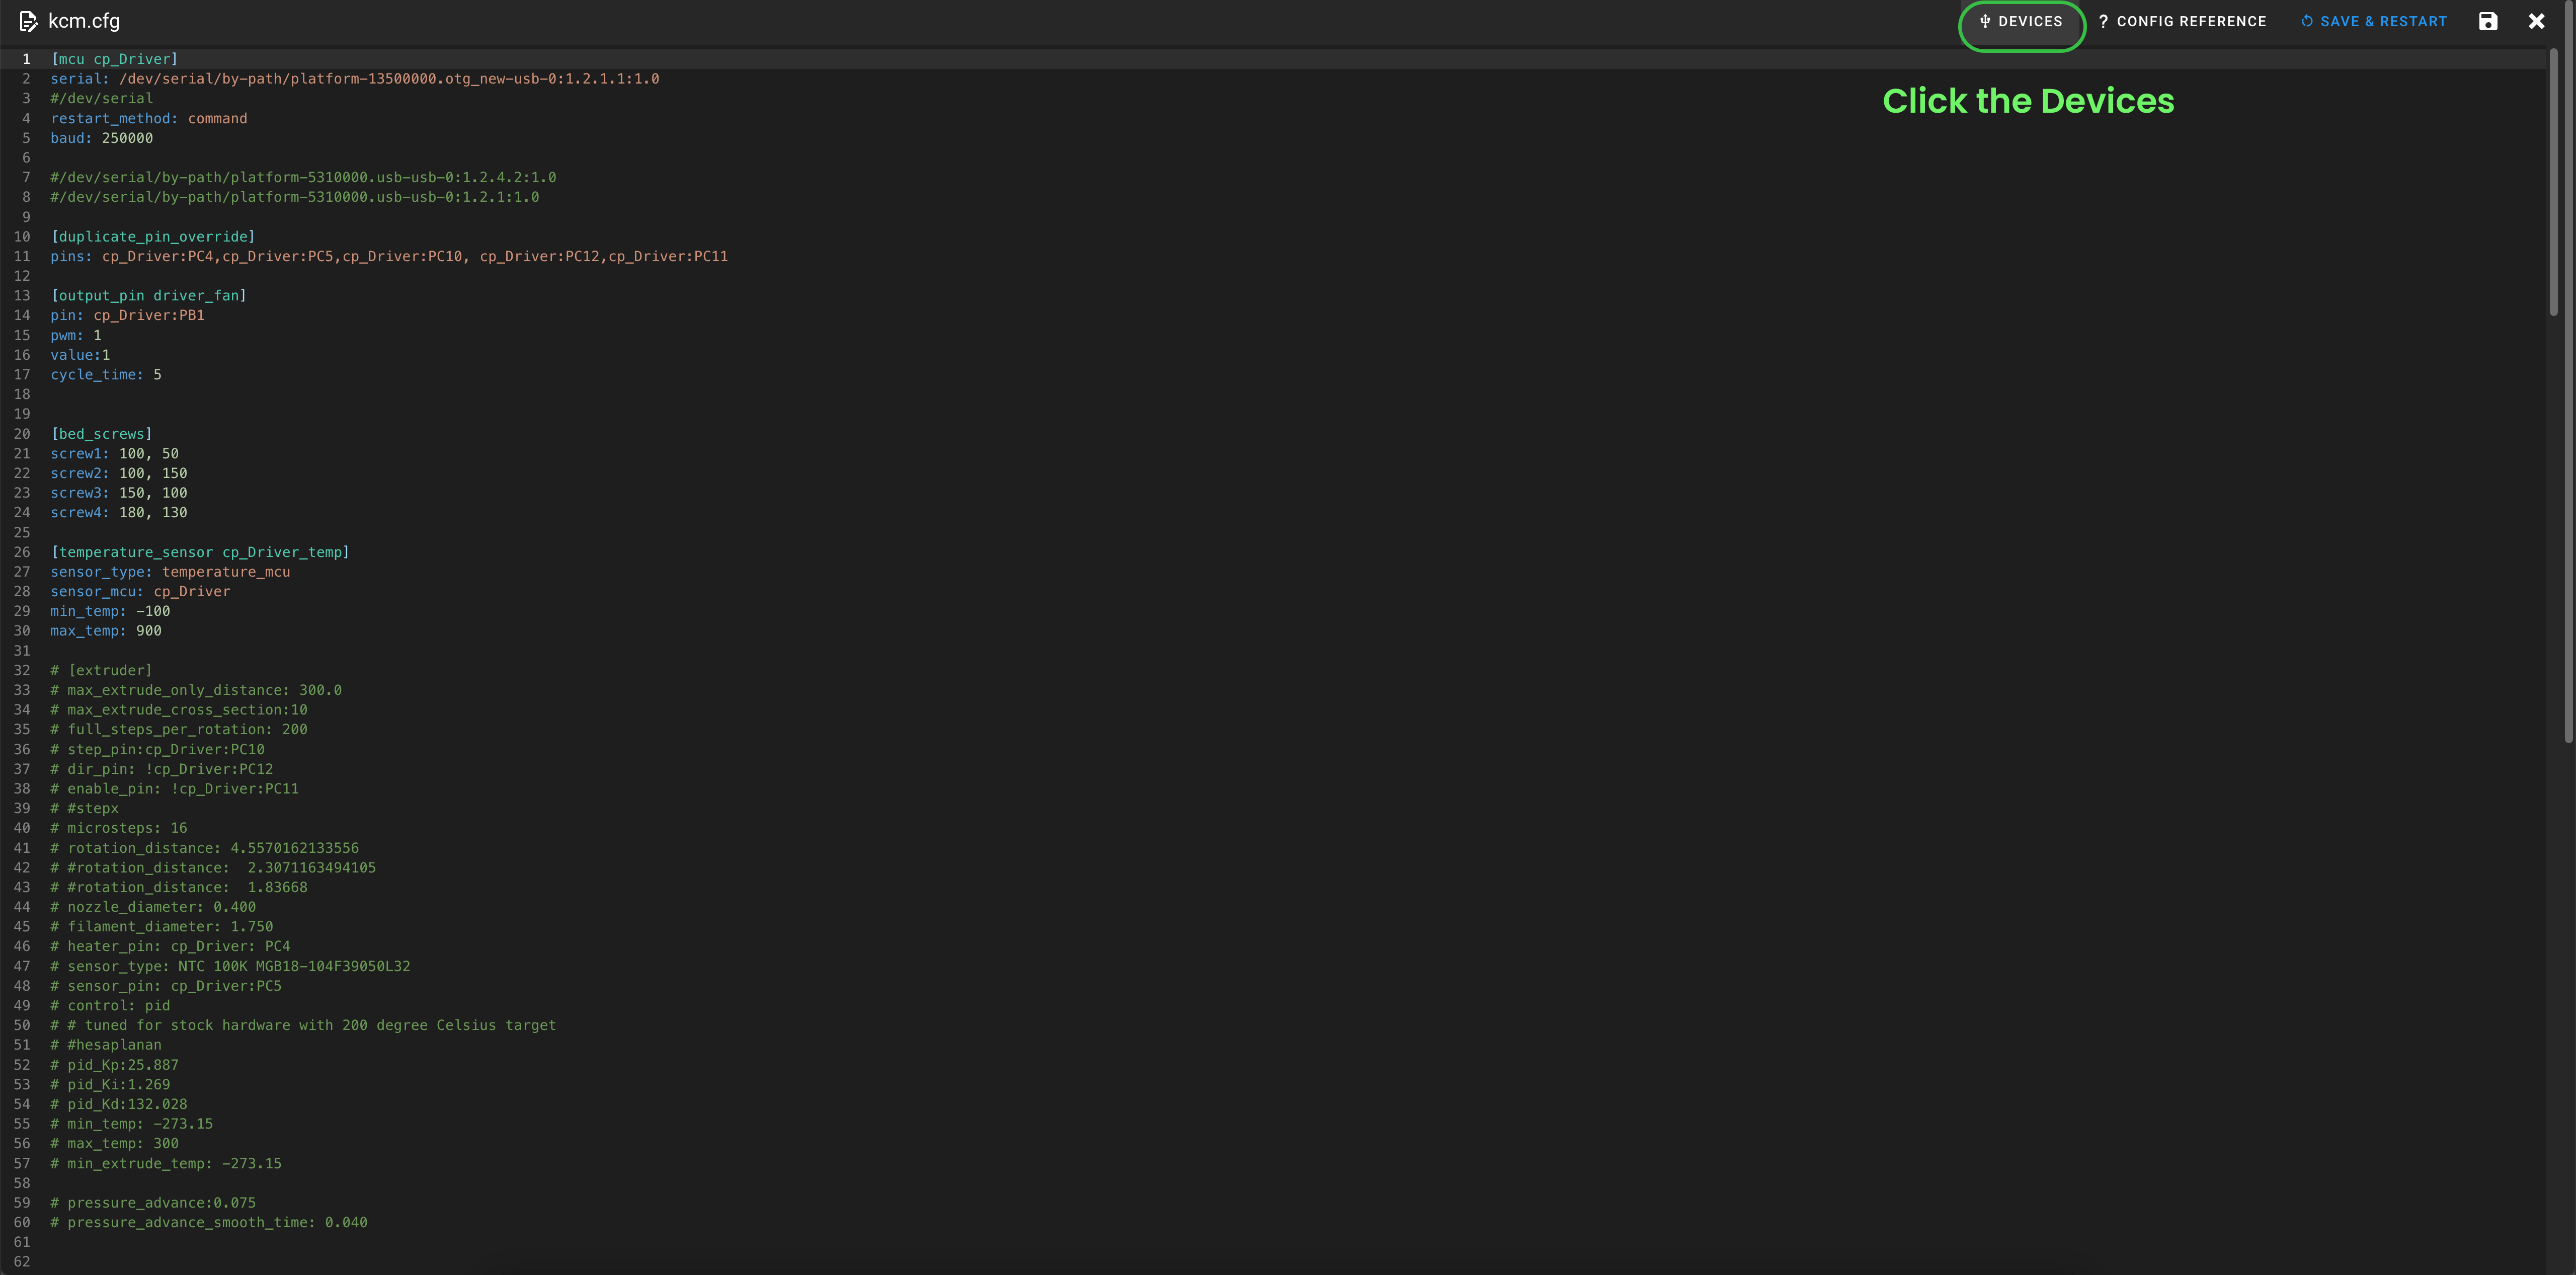 kcm.cfg
DEVICES
? CONFIG REFERENCE
SAVE & RESTART
Click the Devices
1 [mcu cp_Driver]
2 serial: /dev/serial/by-path/platform-13500000.otg_new-usb-0:1.2.1.1:1.0
3 #/dev/serial
4 restart_method: command
5 baud: 250000
6
7 #/dev/serial/by-path/platform-5310000.usb-usb-0:1.2.4.2:1.0
8 #/dev/serial/by-path/platform-5310000.usb-usb-0:1.2.1:1.0
9
10 [duplicate_pin_override]
11 pins: cp_Driver:PC4,cp_Driver:PC5,cp_Driver:PC10, cp_Driver:PC12,cp_Driver:PC11
12
13 [output_pin driver_fan]
14 pin: cp_Driver:PB1
15 pwm: 1
16 value:1
17 cycle_time: 5
18
19
20 [bed_screws]
21 screw1: 100, 50
22 screw2: 100, 150
23 screw3: 150, 100
24 screw4: 180, 130
25
26 [temperature_sensor cp_Driver_temp]
27 sensor_type: temperature_mcu
28 sensor_mcu: cp_Driver
29 min_temp: -100
30 max_temp: 900
31
32 # [extruder]
33 # max_extrude_only_distance: 300.0
34 # max_extrude_cross_section:10
35 # full_steps_per_rotation: 200
36 # step_pin:cp_Driver:PC10
37 # dir_pin: !cp_Driver:PC12
38 # enable_pin: !cp_Driver:PC11
39 # #stepx
40 # microsteps: 16
41 # rotation_distance: 4.5570162133556
42 # #rotation_distance:  2.3071163494105
43 # #rotation_distance:  1.83668
44 # nozzle_diameter: 0.400
45 # filament_diameter: 1.750
46 # heater_pin: cp_Driver: PC4
47 # sensor_type: NTC 100K MGB18-104F39050L32
48 # sensor_pin: cp_Driver:PC5
49 # control: pid
50 # # tuned for stock hardware with 200 degree Celsius target
51 # #hesaplanan
52 # pid_Kp:25.887
53 # pid_Ki:1.269
54 # pid_Kd:132.028
55 # min_temp: -273.15
56 # max_temp: 300
57 # min_extrude_temp: -273.15
58
59 # pressure_advance:0.075
60 # pressure_advance_smooth_time: 0.040
61
62